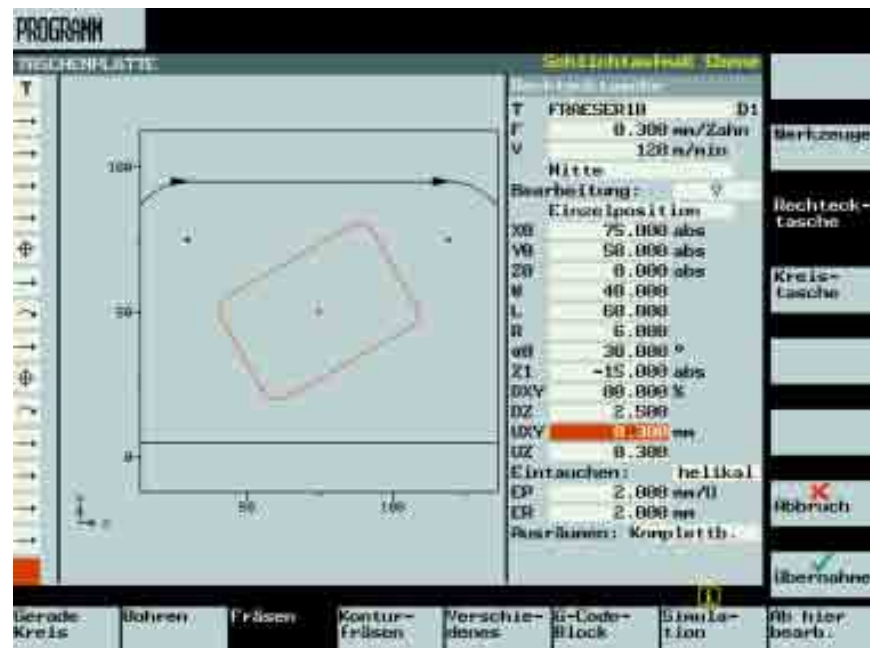 PROGRAMM
TASCHENPLATTE
Schlichtaufmaß Ebene
Rechtecktasche
T FRAESER10 D1
F 0.300 mm/Zahn
V 120 m/min
Mitte
Bearbeitung: ▽
Einzelposition
X0 75.000 abs
Y0 50.000 abs
Z0 0.000 abs
W 40.000
L 60.000
R 6.000
α0 30.000 °
Z1 -15.000 abs
DXY 80.000 %
DZ 2.500
UXY 0.300 mm
UZ 0.300
Eintauchen: helikal
EP 2.000 mm/U
ER 2.000 mm
Ausräumen: Komplettb.
100
50
0
50
100
Y
X
T
Werkzeuge
Rechteck-
tasche
Kreis-
tasche
Abbruch
Übernahme
Gerade
Kreis
Bohren
Fräsen
Kontur-
fräsen
Verschie-
denes
G-Code-
Block
Simula-
tion
Ab hier
bearb.